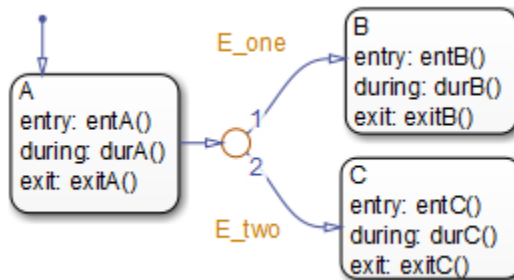 E_one
B
entry: entB()
during: durB()
exit: exitB()
A
entry: entA()
during: durA()
exit: exitA()
1
2
E_two
C
entry: entC()
during: durC()
exit: exitC()